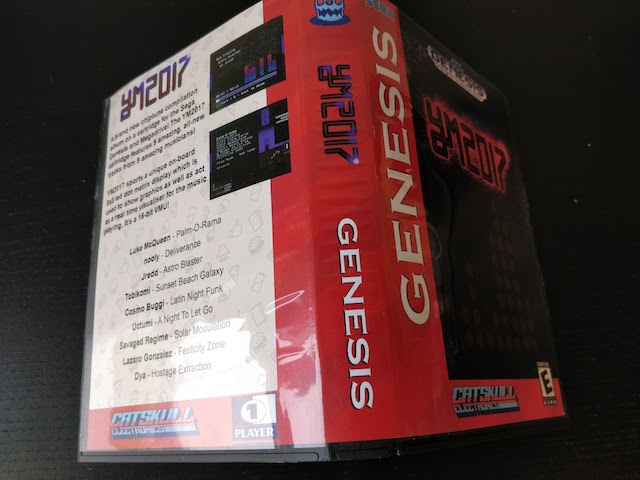 YM2017
A brand new chiptune compilation
album on a cartridge for the Sega
Genesis and Megadrive! The YM2017
cartridge features 9 amazing, all-new
tracks from 9 amazing musicians!
YM2017 sports a unique on-board
8x8 led dot matrix display which is
used to show graphics as well as act
as a real time visualiser for the music
playing. It's a 16-bit VMU!
Luke McQueen - Palm-O-Rama
nooly - Deliverance
Jredd - Astro Blaster
Tobikomi - Sunset Beach Galaxy
Cosmo Buggi - Latin Night Funk
Uctumi - A Night To Let Go
Savaged Regime - Solar Modulation
Lazaro Gonzalez - Festicity Zone
Dya - Hostage Extraction
CATSKULL
ELECTRONICS
1
PLAYER
YM2017
GENESIS
SEGA
GENESIS
GENESIS
YM2017
CATSKULL
ELECTRONICS
E